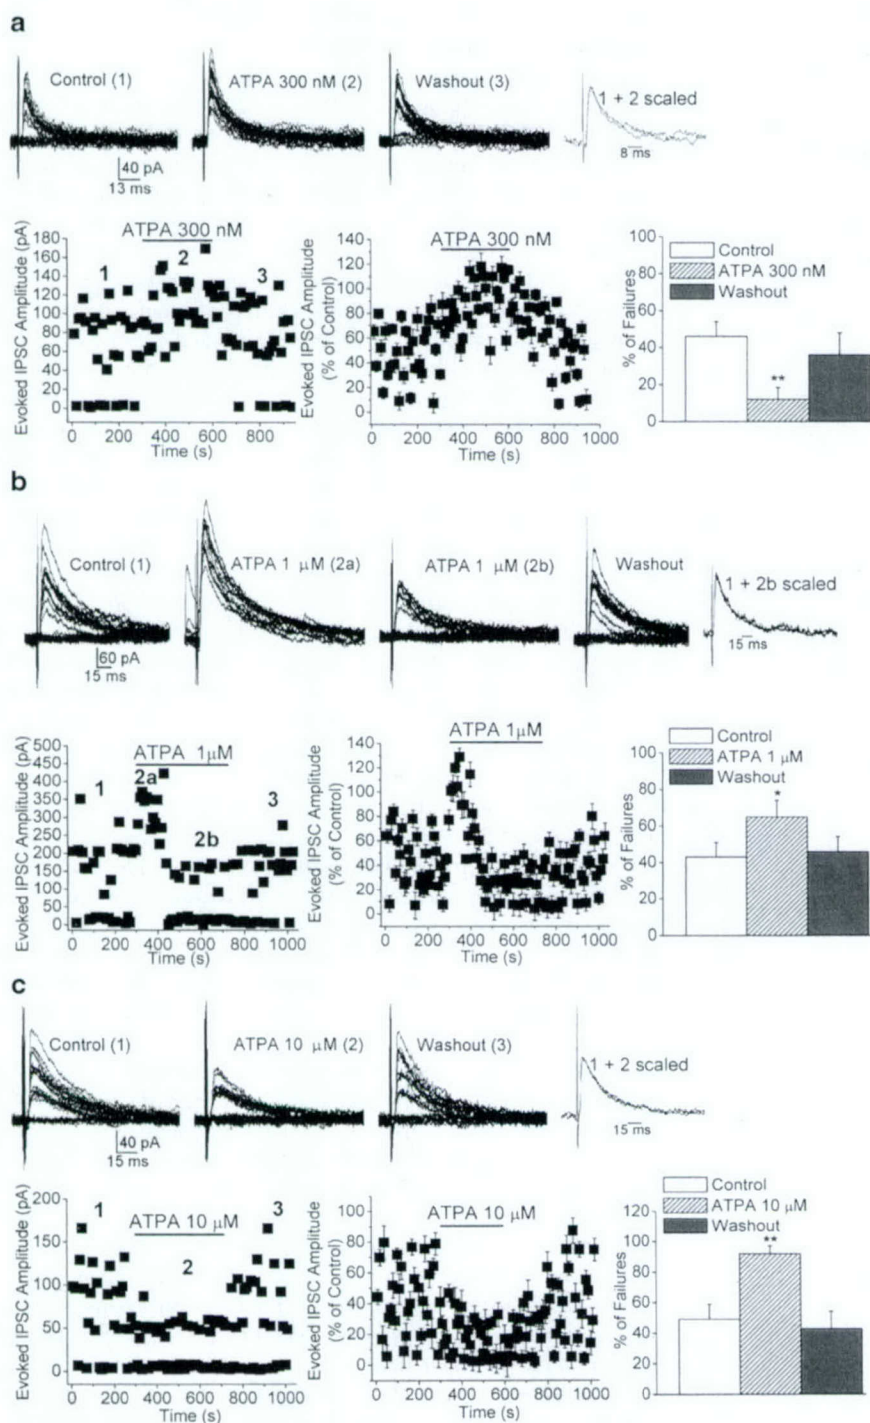 a
Control (1)
ATPA 300 nM (2)
Washout (3)
1 + 2 scaled
40 pA
13 ms
8 ms
Evoked IPSC Amplitude (pA)
180
160
140
120
100
80
60
40
20
0
ATPA 300 nM
1
2
3
0 200 400 600 800
Time (s)
Evoked IPSC Amplitude
(% of Control)
140
120
100
80
60
40
20
0
ATPA 300 nM
0 200 400 600 800 1000
Time (s)
% of Failures
100
80
60
40
20
0
Control
ATPA 300 nM
Washout
**
b
Control (1)
ATPA 1 μM (2a)
ATPA 1 μM (2b)
Washout
1 + 2b scaled
60 pA
15 ms
15 ms
Evoked IPSC Amplitude (pA)
500
450
400
350
300
250
200
150
100
50
0
ATPA 1μM
1
2a
2b
3
0 200 400 600 800 1000
Time (s)
Evoked IPSC Amplitude
(% of Control)
140
120
100
80
60
40
20
0
ATPA 1μM
0 200 400 600 800 1000
Time (s)
% of Failures
100
80
60
40
20
0
Control
ATPA 1 μM
Washout
*
c
Control (1)
ATPA 10 μM (2)
Washout (3)
1 + 2 scaled
40 pA
15 ms
15 ms
Evoked IPSC Amplitude (pA)
200
150
100
50
0
1
ATPA 10 μM
2
3
0 200 400 600 800 1000
Time (s)
Evoked IPSC Amplitude
(% of Control)
100
80
60
40
20
0
ATPA 10 μM
0 200 400 600 800 1000
Time (s)
% of Failures
120
100
80
60
40
20
0
Control
ATPA 10 μM
Washout
**